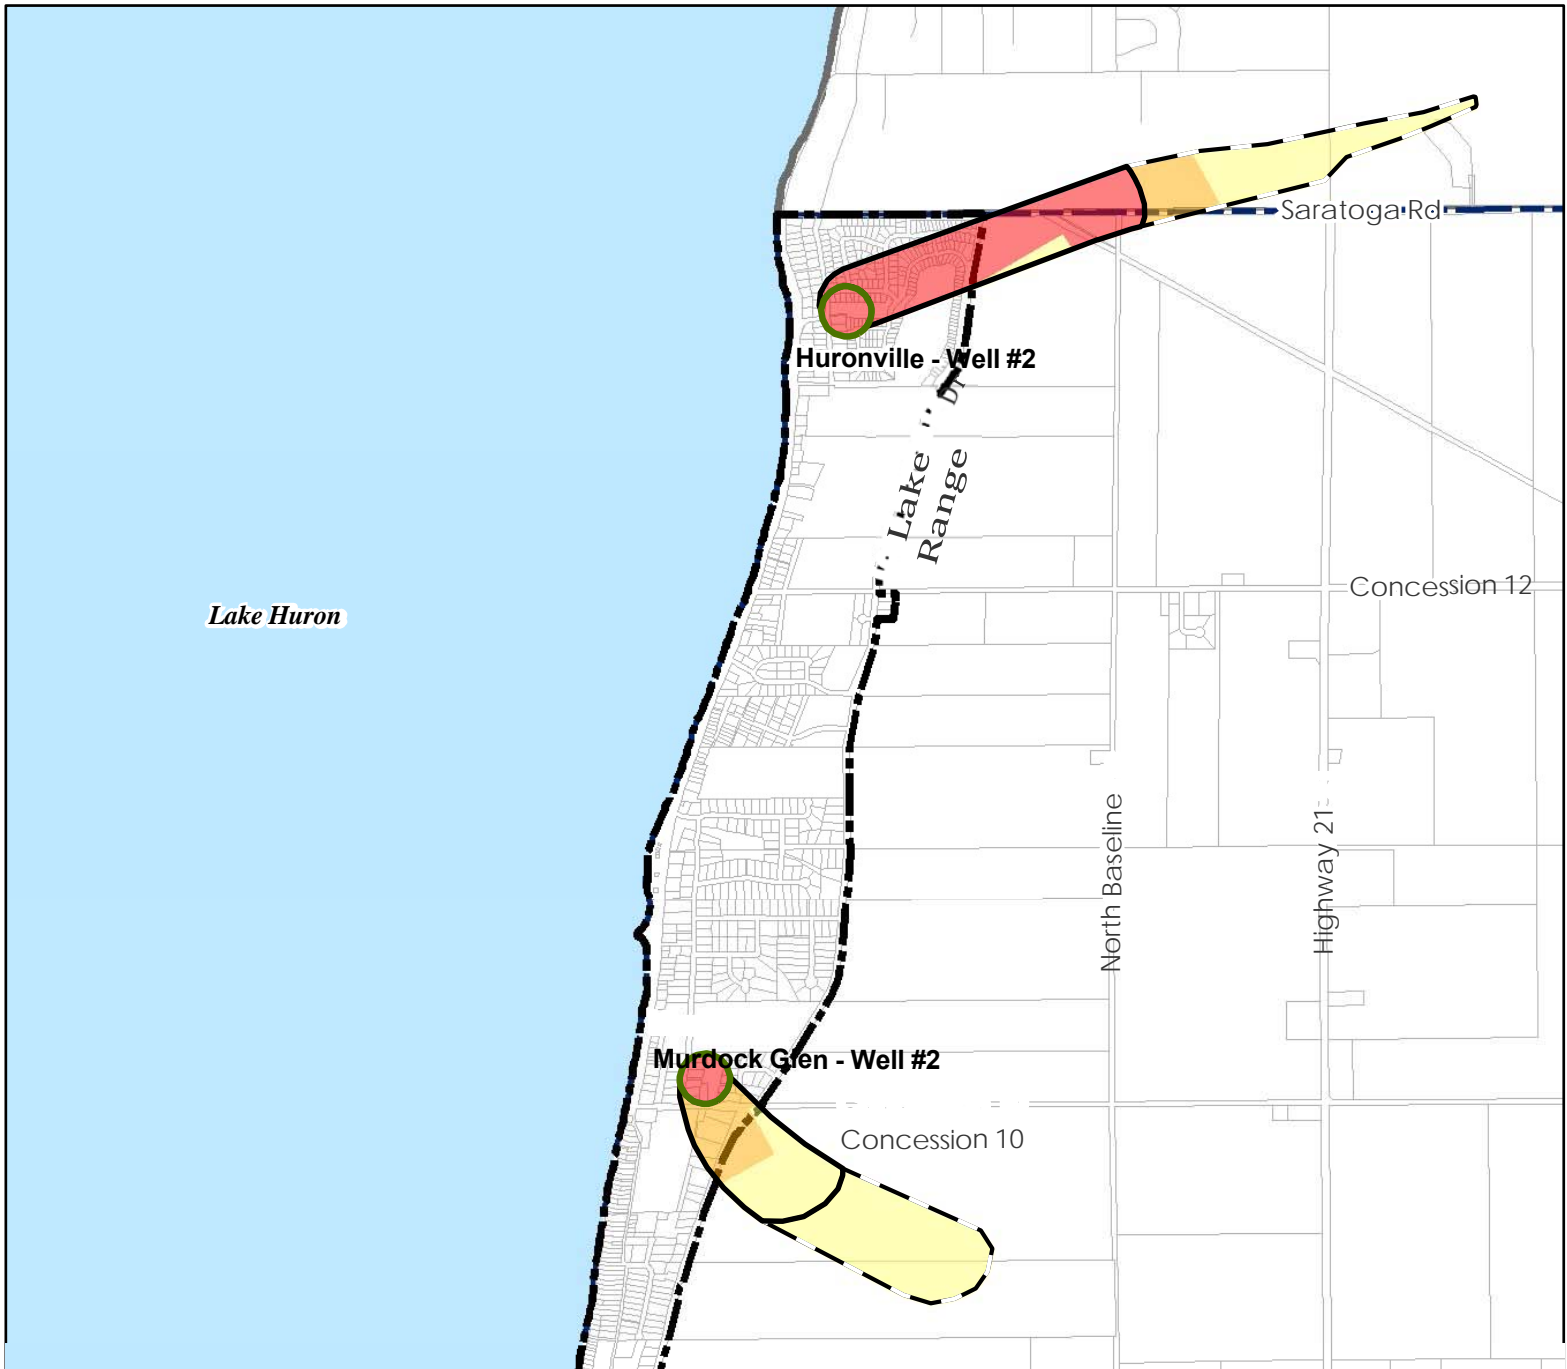 Saratoga Rd
Huronville - Well #2
Lake
Range
Dr
Concession 12
Lake Huron
North Baseline
Highway 21
Murdock Glen - Well #2
Concession 10